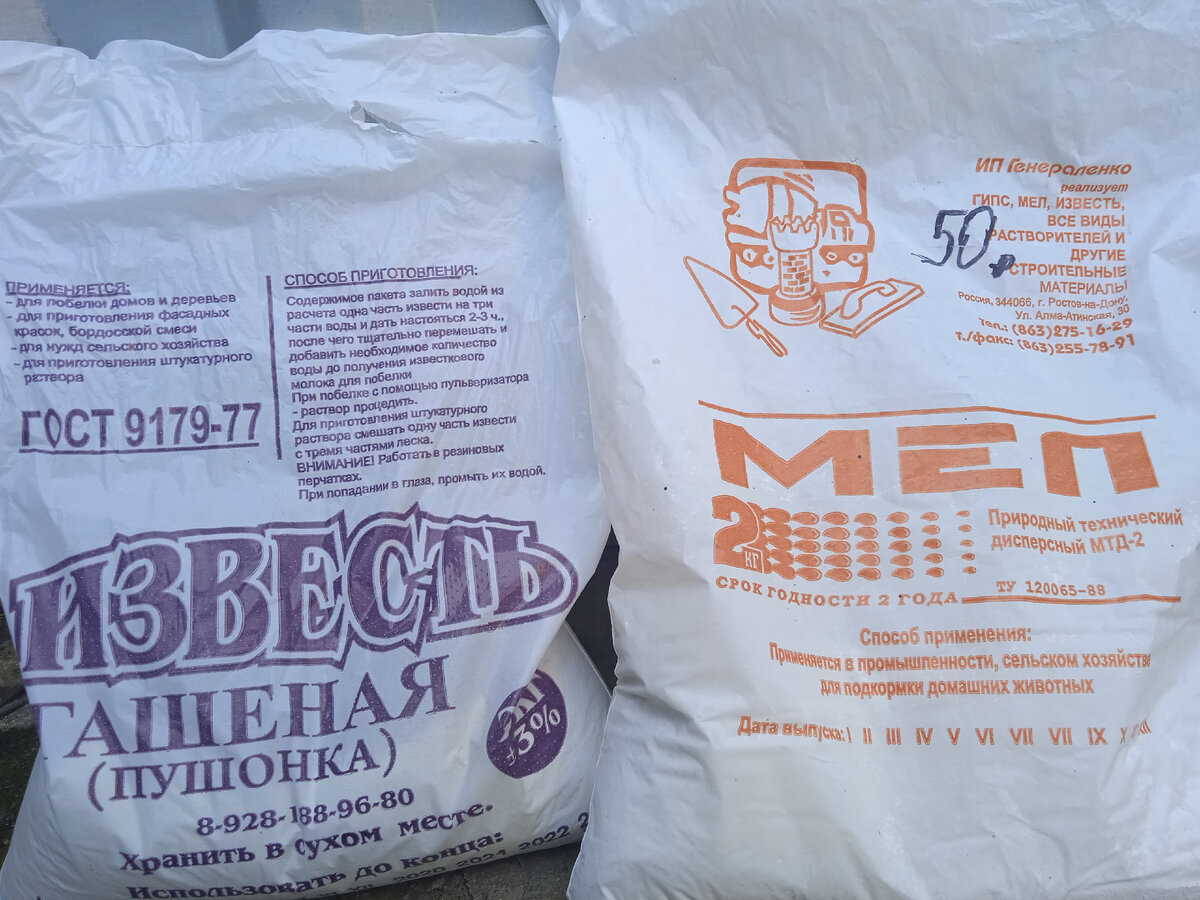 ПРИМЕНЯЕТСЯ:
- для побелки домов и деревьев
- для приготовления фасадных
красок, бордосской смеси
- для нужд сельского хозяйства
- для приготовления штукатурного
раствора
ГОСТ 9179-77
СПОСОБ ПРИГОТОВЛЕНИЯ:
Содержимое пакета залить водой из
расчета одна часть извести на три
части воды и дать настояться 2-3 ч.,
после чего тщательно перемешать и
добавить необходимое количество
воды до получения известкового
молока для побелки
При побелке с помощью пульверизатора
- раствор процедить.
Для приготовления штукатурного
раствора смешать одну часть извести
с тремя частями песка.
ВНИМАНИЕ! Работать в резиновых
перчатках.
При попадании в глаза, промыть их водой.
ИЗВЕСТЬ
ГАШЕНАЯ
(ПУШОНКА)
2КГ
±3%
8-928-188-96-80
Хранить в сухом месте.
Использовать до конца:
2020 2021 2022
ИП Генераленко
реализует
ГИПС, МЕЛ, ИЗВЕСТЬ,
ВСЕ ВИДЫ
РАСТВОРИТЕЛЕЙ И
ДРУГИЕ
СТРОИТЕЛЬНЫЕ
МАТЕРИАЛЫ
Россия, 344066, г. Ростов-на-Дону,
Ул. Алма-Атинская, 30
тел.: (863)275-16-29
т./факс: (863)255-78-91
50р
МЕЛ
2 КГ
Природный технический
дисперсный МТД-2
СРОК ГОДНОСТИ 2 ГОДА
ТУ 120065-88
Способ применения:
Применяется в промышленности, сельском хозяйстве
для подкормки домашних животных
Дата выпуска: I II III IV V VI VII VII IX X